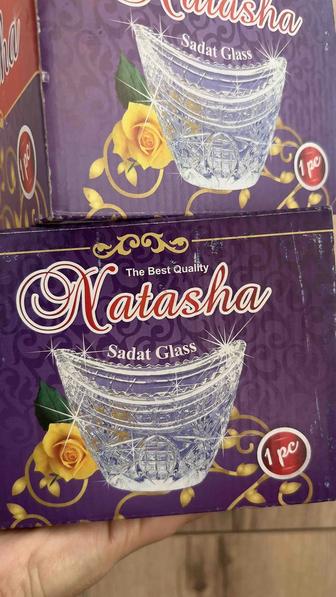 Natasha
Sadat Glass
1 pc
The Best Quality
Natasha
Sadat Glass
1 pc